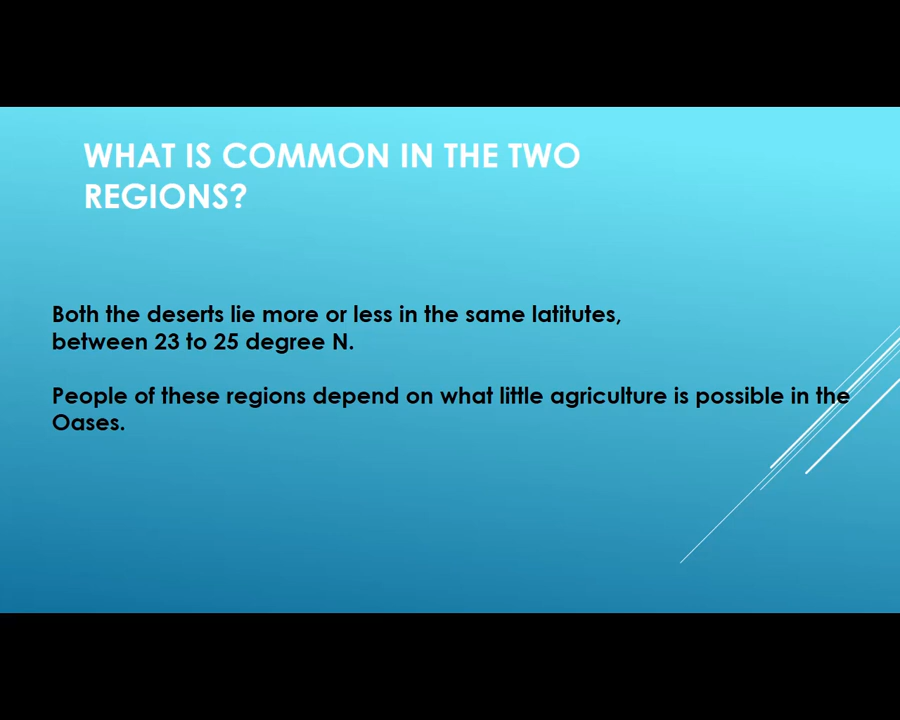 WHAT IS COMMON IN THE TWO
REGIONS?
Both the deserts lie more or less in the same latitutes,
between 23 to 25 degree N.
People of these regions depend on what little agriculture is possible in the
Oases.